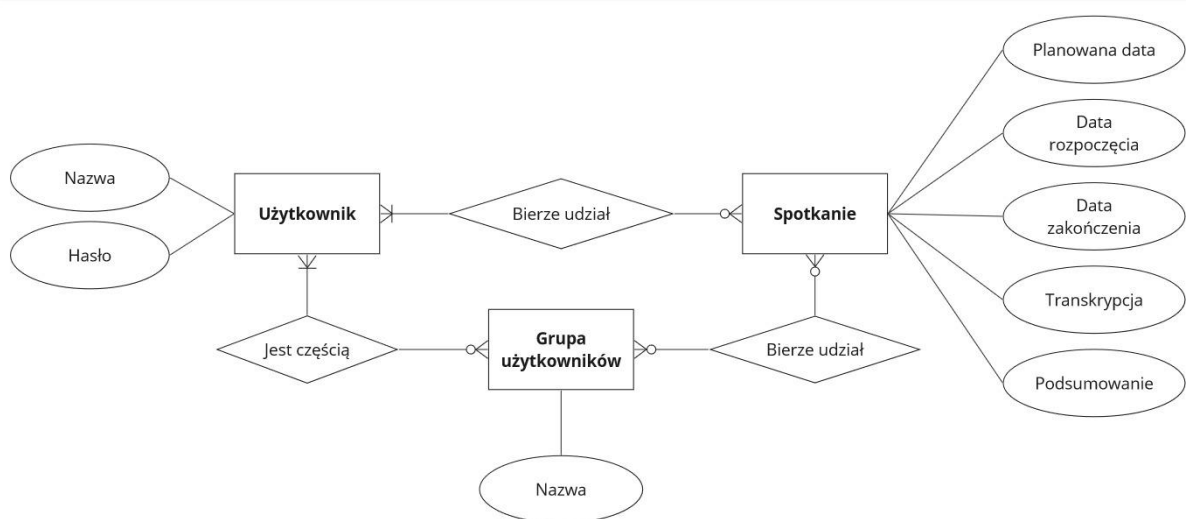 Planowana data
Data
rozpoczęcia
Nazwa
Użytkownik
Bierze udział
Spotkanie
Data
zakończenia
Hasło
Transkrypcja
Jest częścią
Grupa
użytkowników
Bierze udział
Podsumowanie
Nazwa